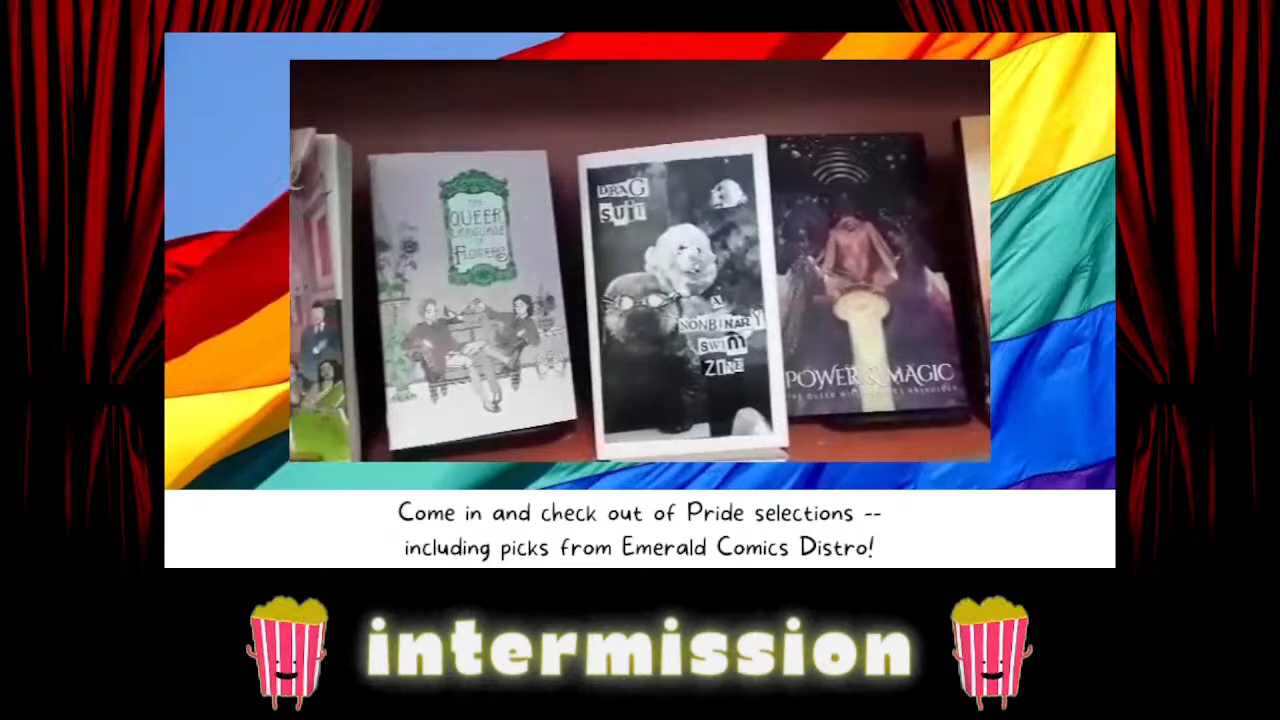 THE
QUEER
LANGUAGE
OF
FLOWERS
DRAG
SUIT
A
NONBINARY
SWIM
ZINE
POWER & MAGIC
Come in and check out of Pride selections --
including picks from Emerald Comics Distro!
intermission